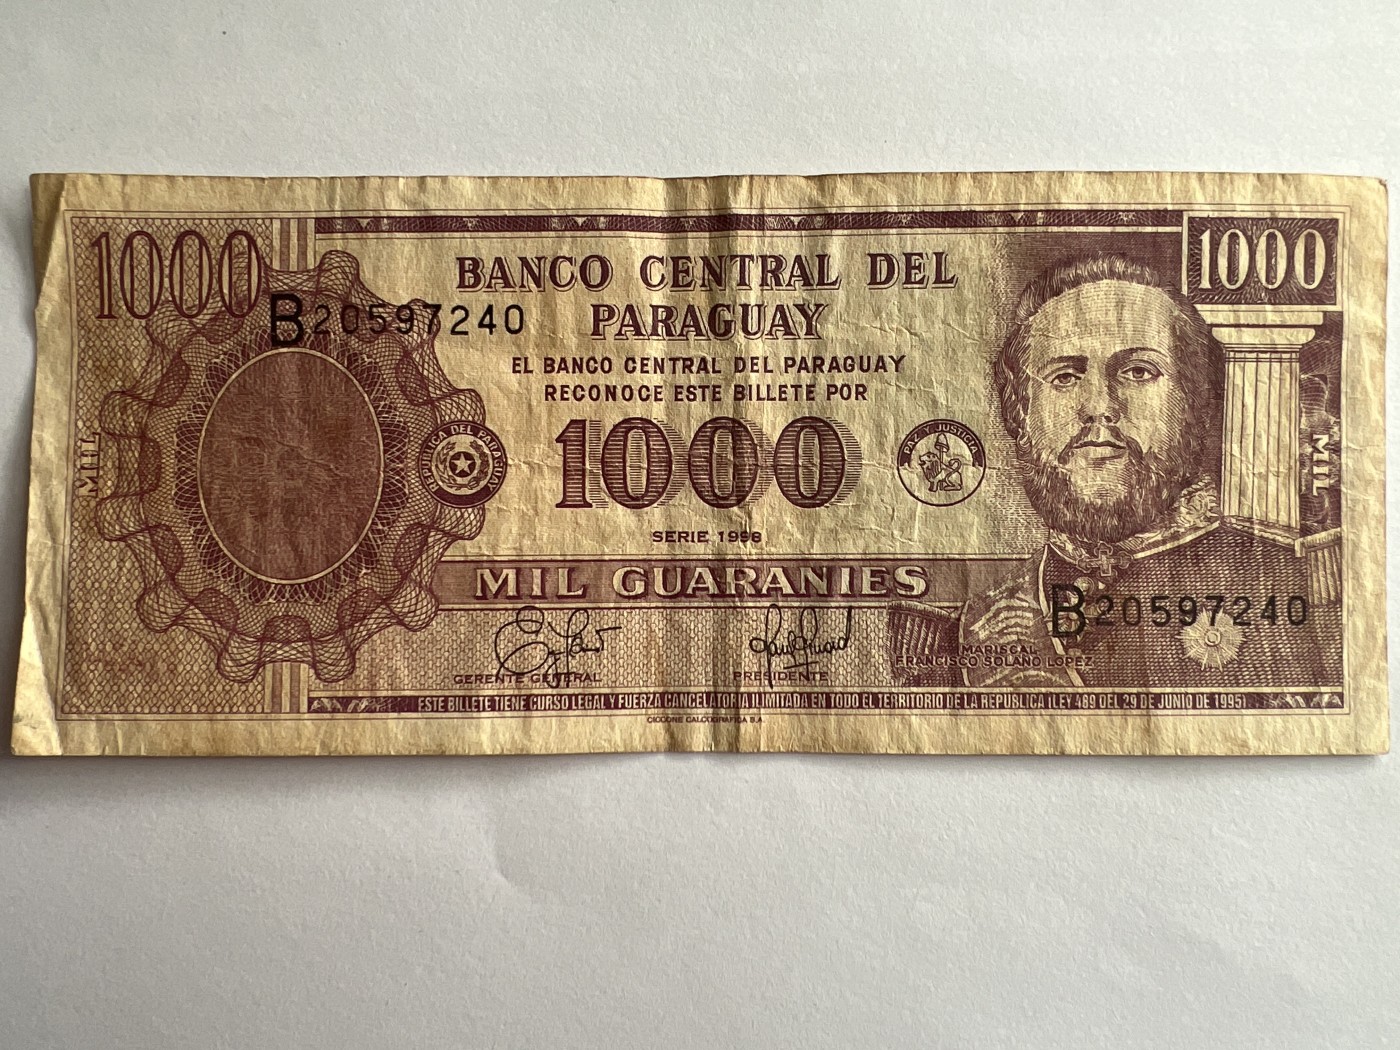 1000
1000
B20597240
BANCO CENTRAL DEL
PARAGUAY
EL BANCO CENTRAL DEL PARAGUAY
RECONOCE ESTE BILLETE POR
1000
REPUBLICA DEL PARAGUAY
PAZ Y JUSTICIA
MIL
MIL
SERIE 1998
MIL GUARANIES
B20597240
GERENTE GENERAL
PRESIDENTE
MARISCAL
FRANCISCO SOLANO LOPEZ
ESTE BILLETE TIENE CURSO LEGAL Y FUERZA CANCELATORIA ILIMITADA EN TODO EL TERRITORIO DE LA REPUBLICA (LEY 489 DEL 29 DE JUNIO DE 1995)
CICCONE CALCOGRAFICA S.A.